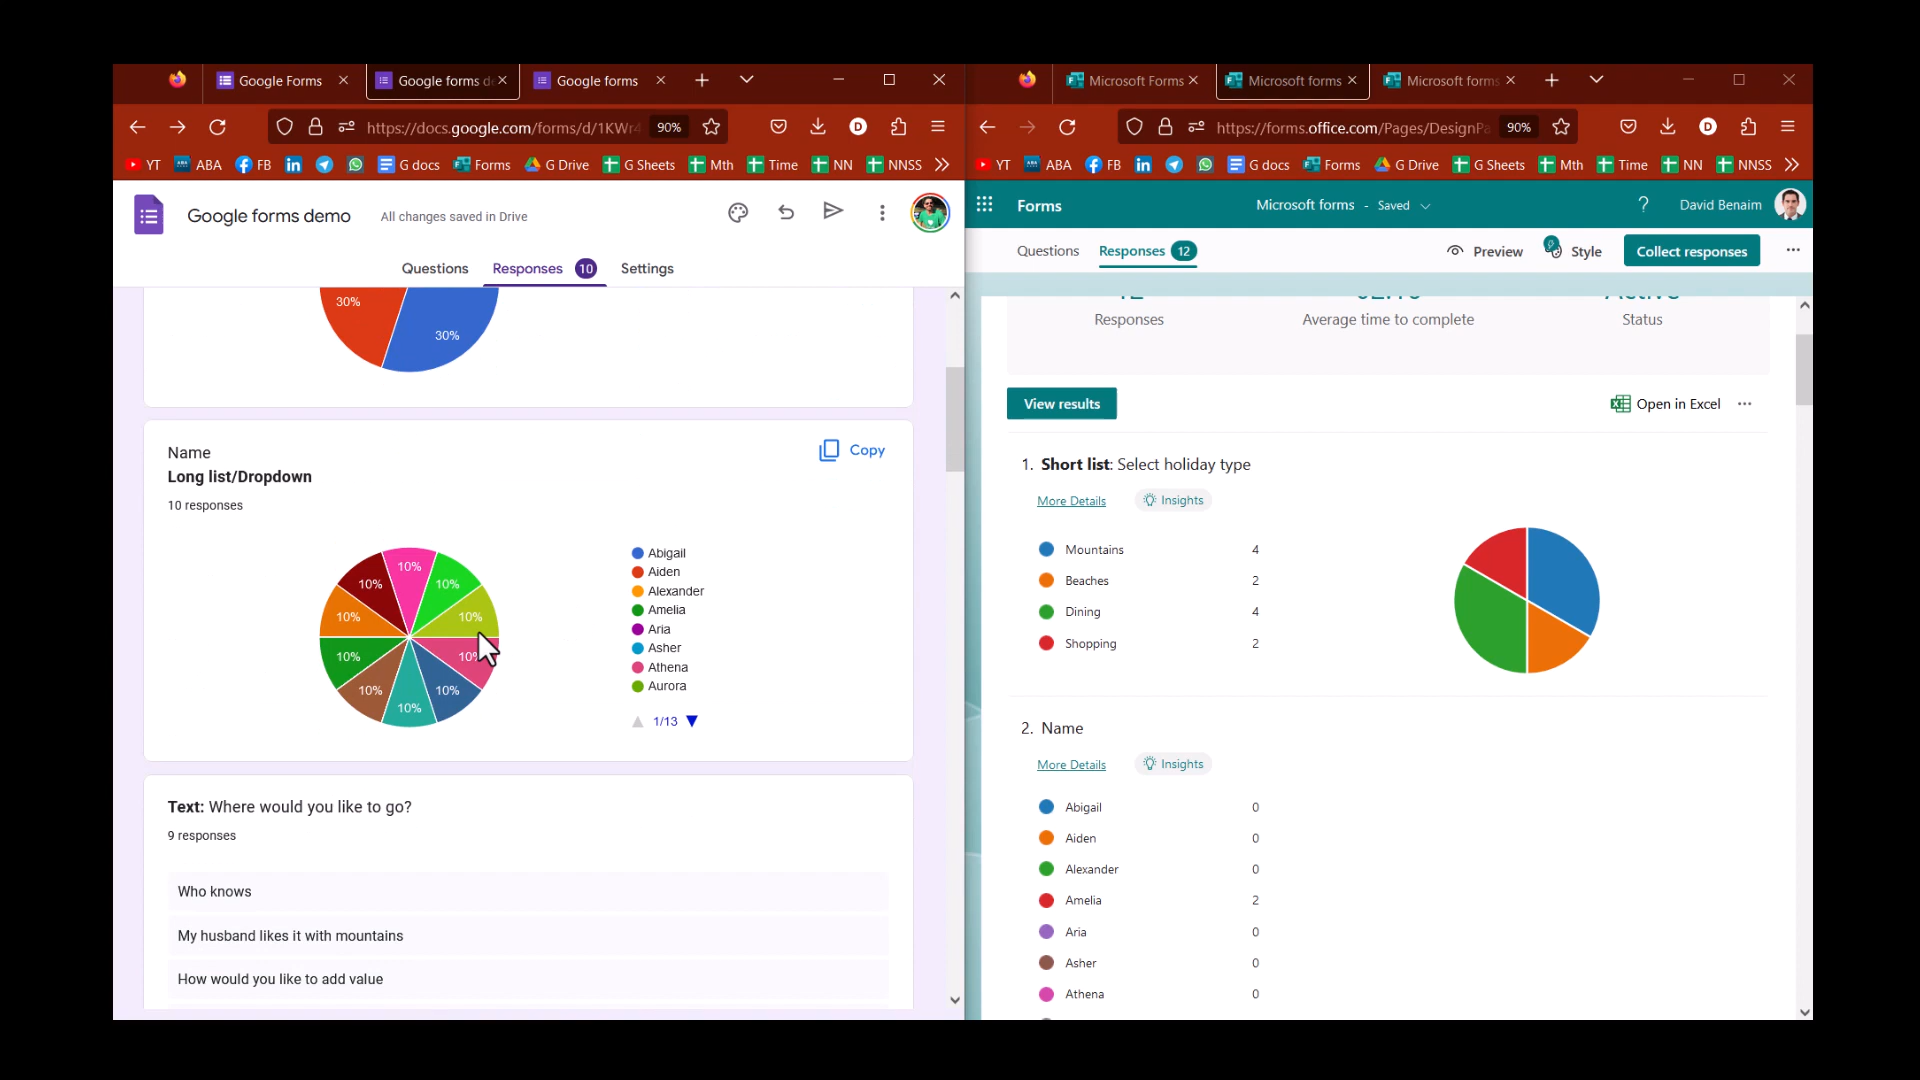 Google Forms
Google forms de
Google forms
https://docs.google.com/forms/d/1KWr4
90%
YT
ABA
FB
G docs
Forms
G Drive
G Sheets
Mth
Time
NN
NNSS
Google forms demo
All changes saved in Drive
Questions
Responses 10
Settings
30%
30%
Name
Long list/Dropdown
10 responses
Copy
10%
10%
10%
10%
10%
10%
10%
10%
10%
10%
Abigail
Aiden
Alexander
Amelia
Aria
Asher
Athena
Aurora
1/13
Text: Where would you like to go?
9 responses
Who knows
My husband likes it with mountains
How would you like to add value
Microsoft Forms
Microsoft forms
Microsoft forms
https://forms.office.com/Pages/DesignPa
90%
YT
ABA
FB
G docs
Forms
G Drive
G Sheets
Mth
Time
NN
NNSS
Forms
Microsoft forms - Saved
?
David Benaim
Questions
Responses 12
Preview
Style
Collect responses
Responses
Average time to complete
Status
View results
Open in Excel
1. Short list: Select holiday type
More Details
Insights
Mountains 4
Beaches 2
Dining 4
Shopping 2
2. Name
More Details
Insights
Abigail 0
Aiden 0
Alexander 0
Amelia 2
Aria 0
Asher 0
Athena 0